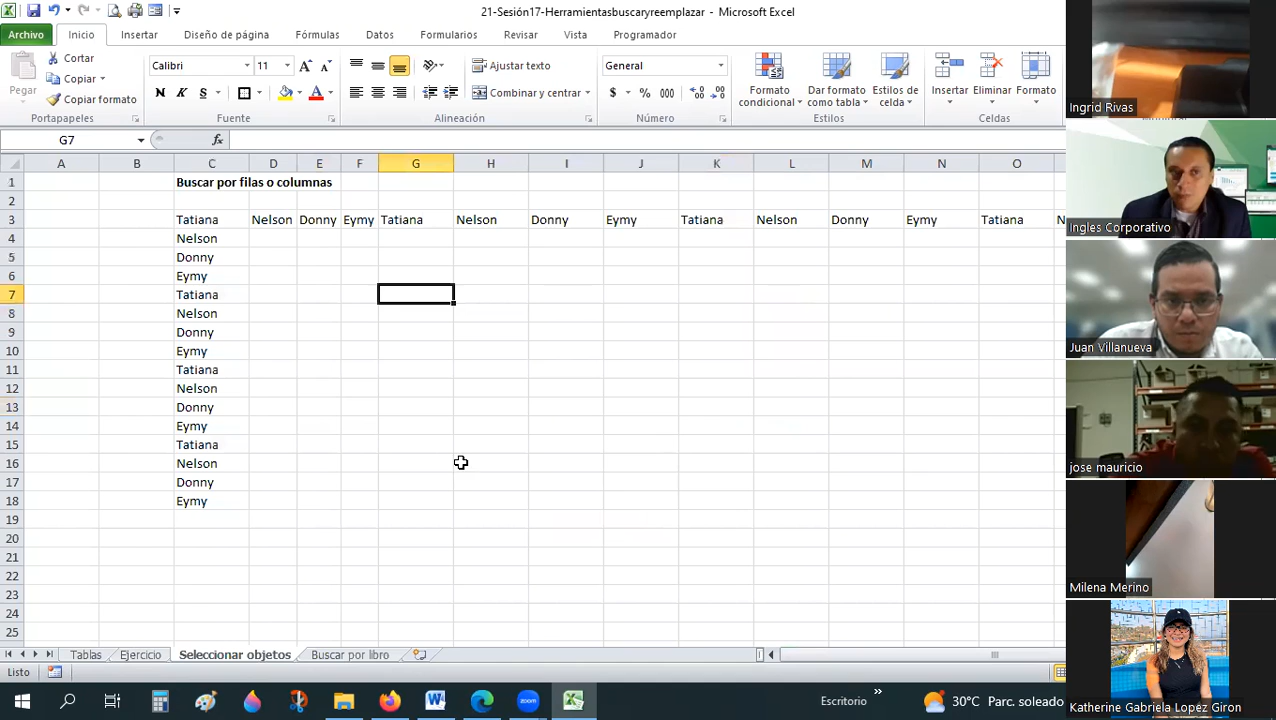 21-Sesión17-Herramientasbuscaryreemplazar - Microsoft Excel
Archivo Inicio Insertar Diseño de página Fórmulas Datos Formularios Revisar Vista Programador
Pegar
Cortar
Copiar
Copiar formato
Portapapeles
Calibri 11
N K S
Fuente
Ajustar texto
Combinar y centrar
Alineación
General
$ % 000
Número
Formato condicional
Dar formato como tabla
Estilos de celda
Estilos
Insertar Eliminar Formato
Celdas
G7 fx
A B C D E F G H I J K L M N O
1 Buscar por filas o columnas
2
3 Tatiana Nelson Donny Eymy Tatiana Nelson Donny Eymy Tatiana Nelson Donny Eymy Tatiana N
4 Nelson
5 Donny
6 Eymy
7 Tatiana
8 Nelson
9 Donny
10 Eymy
11 Tatiana
12 Nelson
13 Donny
14 Eymy
15 Tatiana
16 Nelson
17 Donny
18 Eymy
19
20
21
22
23
24
25
Tablas Ejercicio Seleccionar objetos Buscar por libro
Listo
zoom
Escritorio
30°C Parc. soleado
Ingrid Rivas
Ingles Corporativo
Juan Villanueva
jose mauricio
Milena Merino
Katherine Gabriela Lopez Giron